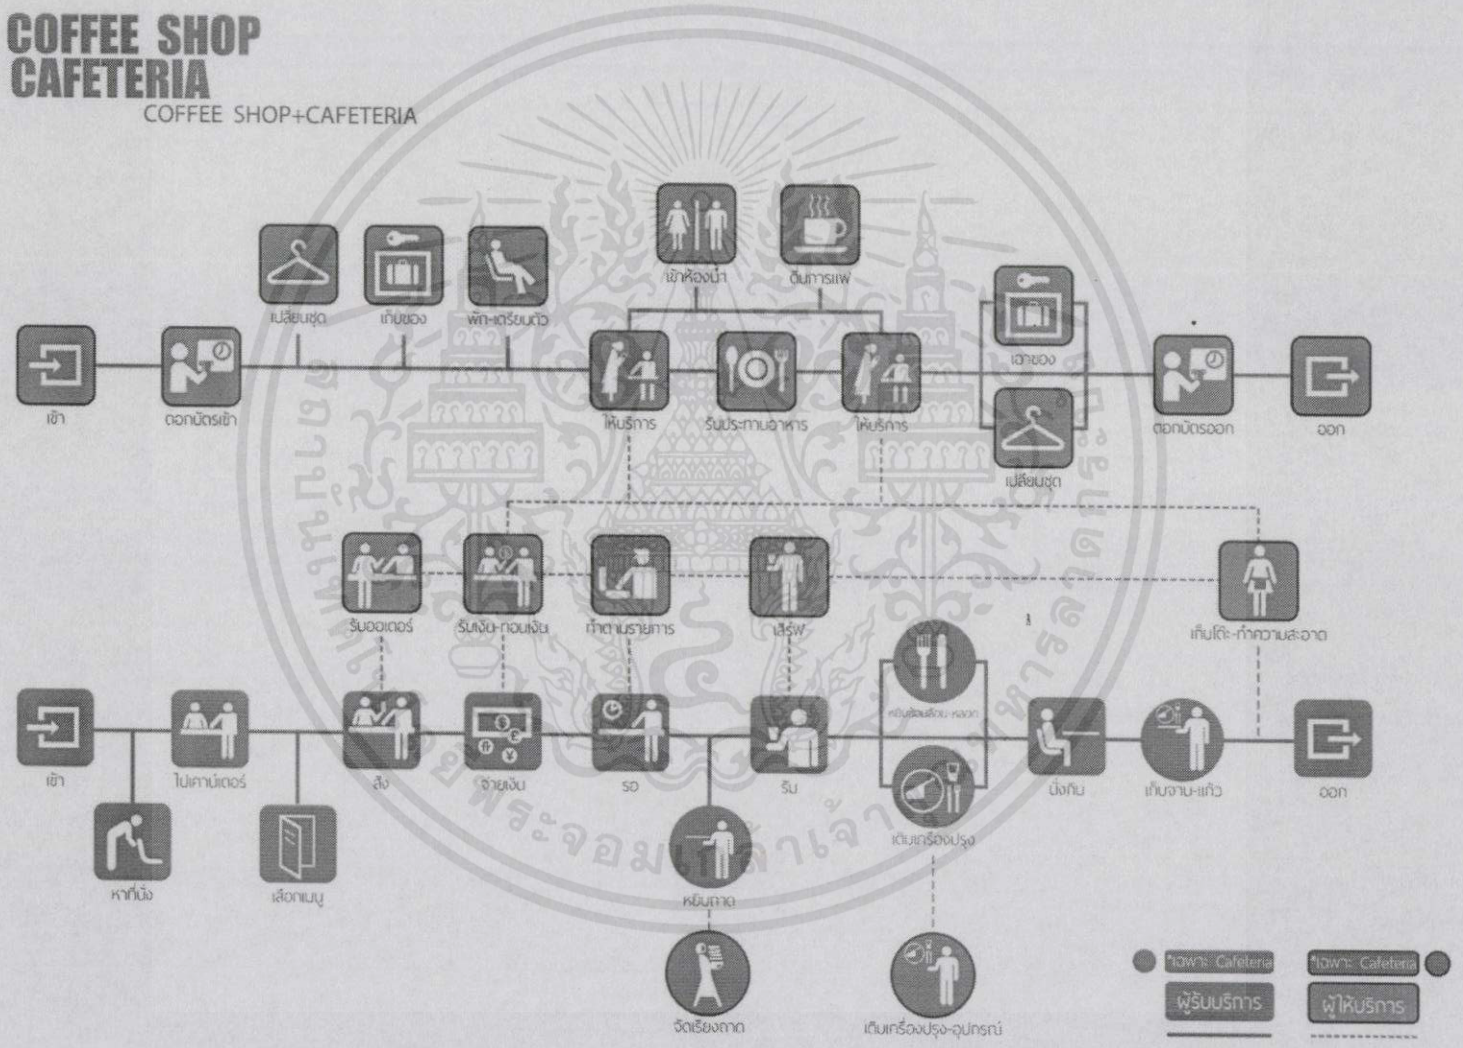 COFFEE SHOP
CAFETERIA
COFFEE SHOP+CAFETERIA
เข้าห้องน้ำ
ดื่มกาแฟ
เปลี่ยนชุด
เก็บของ
พัก-เตรียมตัว
เอาของ
เข้า
ตอกบัตรเข้า
ให้บริการ
รับประทานอาหาร
ให้บริการ
ตอกบัตรออก
ออก
เปลี่ยนชุด
รับออเดอร์
รับเงิน-ทอนเงิน
ทำตามรายการ
เสิร์ฟ
เก็บโต๊ะ-ทำความสะอาด
หยิบช้อนส้อม-หลอด
เข้า
ไปเคาน์เตอร์
สั่ง
จ่ายเงิน
รอ
รับ
นั่งกิน
เก็บจาน-แก้ว
ออก
เติมเครื่องปรุง
หาที่นั่ง
เลือกเมนู
หยิบถาด
จัดเรียงถาด
เติมเครื่องปรุง-อุปกรณ์
*เฉพาะ Cafeteria
*เฉพาะ Cafeteria
ผู้รับบริการ
ผู้ให้บริการ